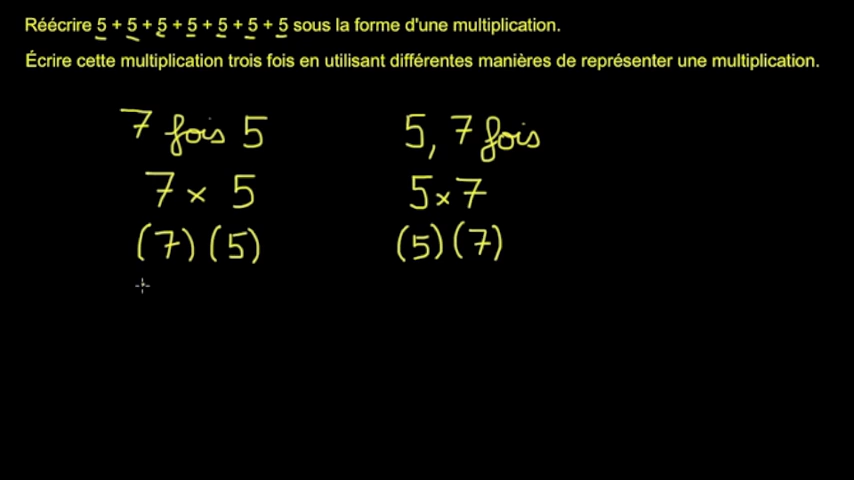 Réécrire 5 + 5 + 5 + 5 + 5 + 5 + 5 sous la forme d'une multiplication.
Écrire cette multiplication trois fois en utilisant différentes manières de représenter une multiplication.
7 fois 5 5, 7 fois
7 × 5 5 × 7
(7) (5) (5) (7)